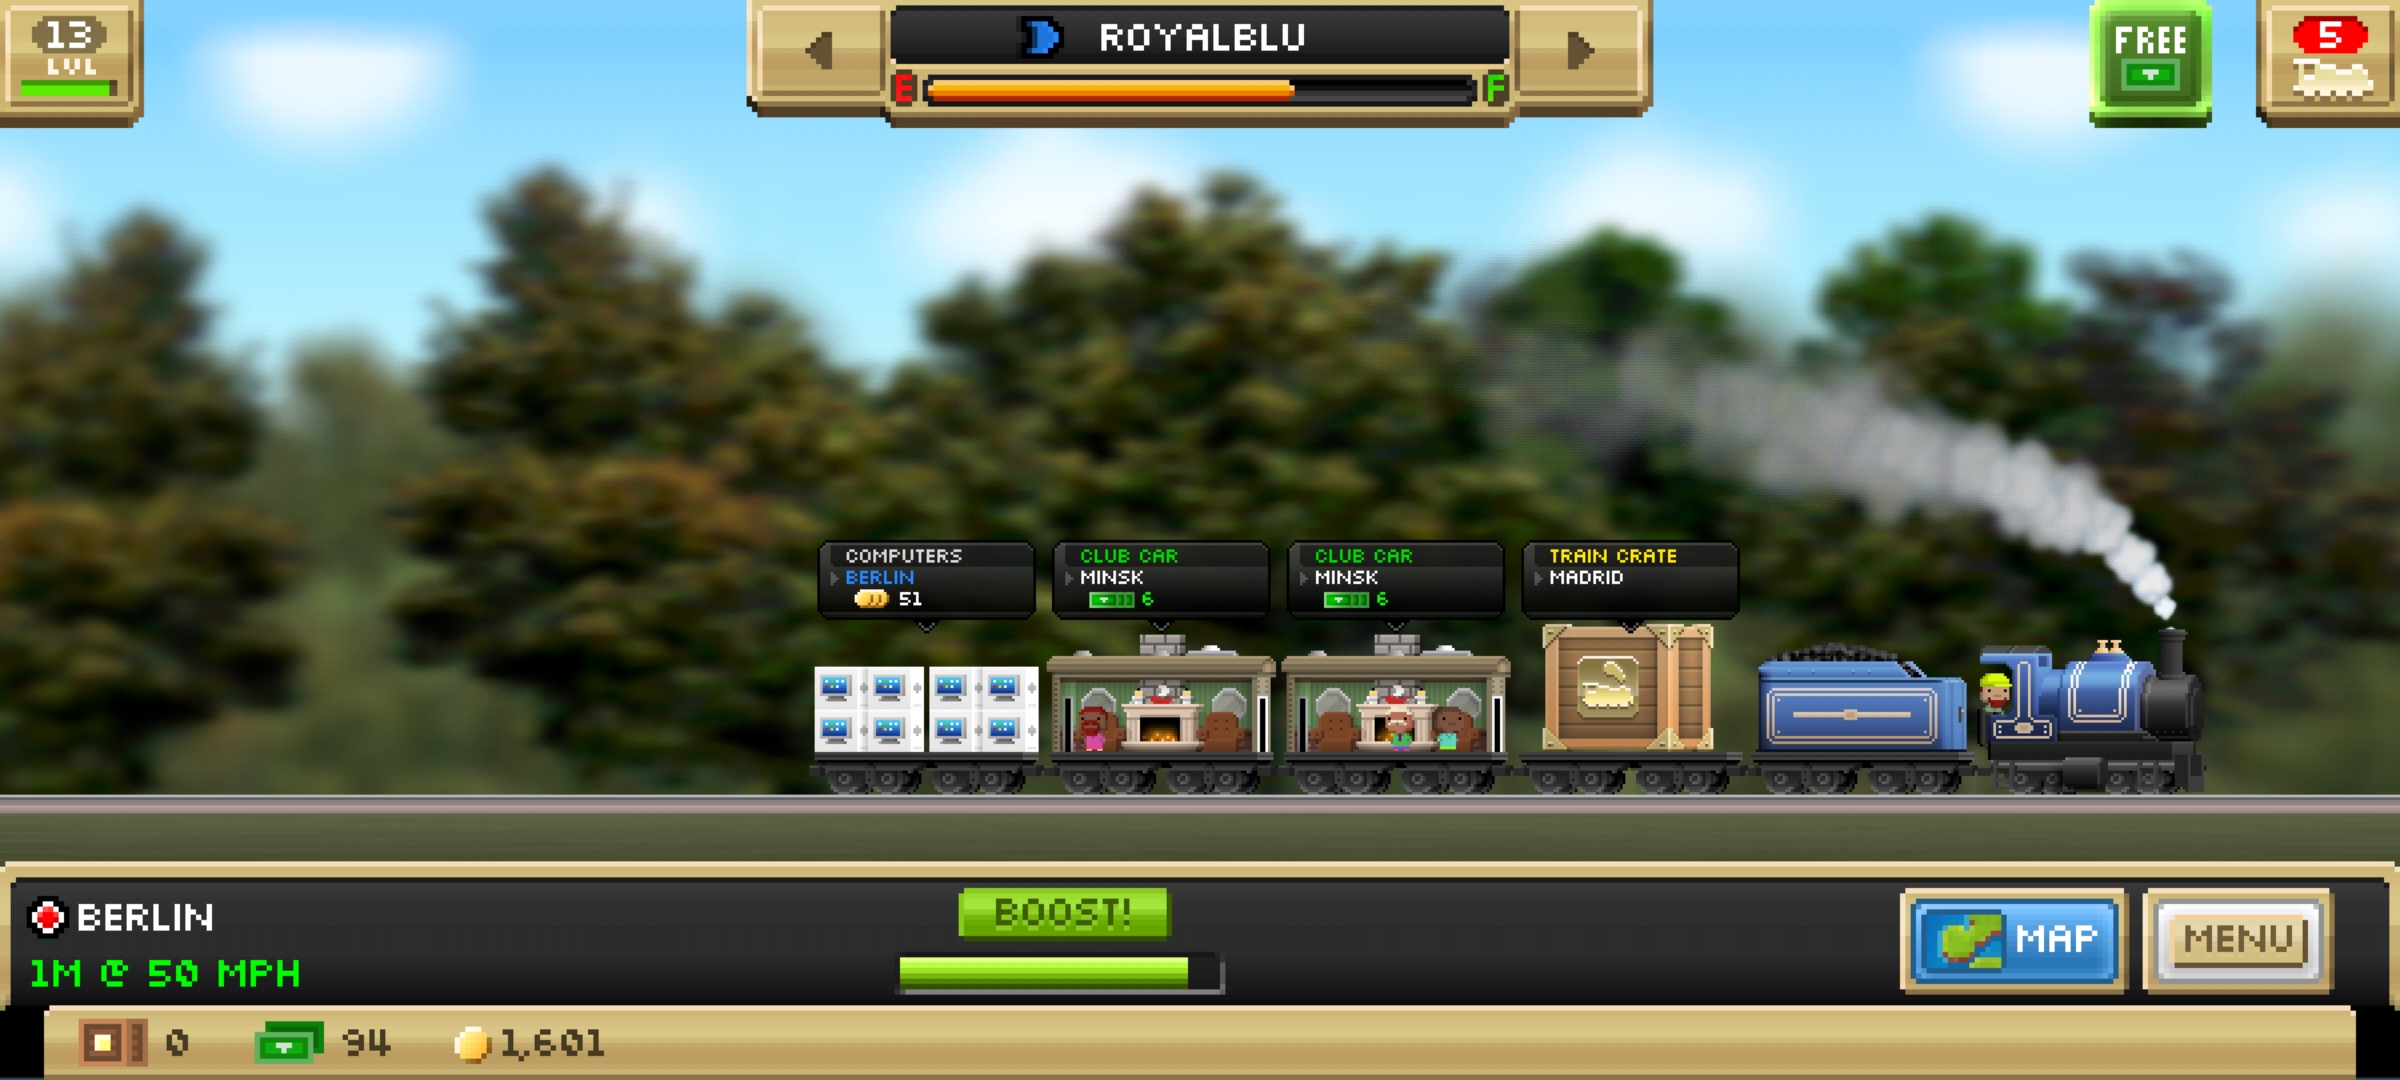 13
LVL
ROYALBLU
E
F
FREE
5
COMPUTERS
BERLIN
51
CLUB CAR
MINSK
6
CLUB CAR
MINSK
6
TRAIN CRATE
MADRID
BERLIN
1M @ 50 MPH
BOOST!
MAP
MENU
0
94
1,601